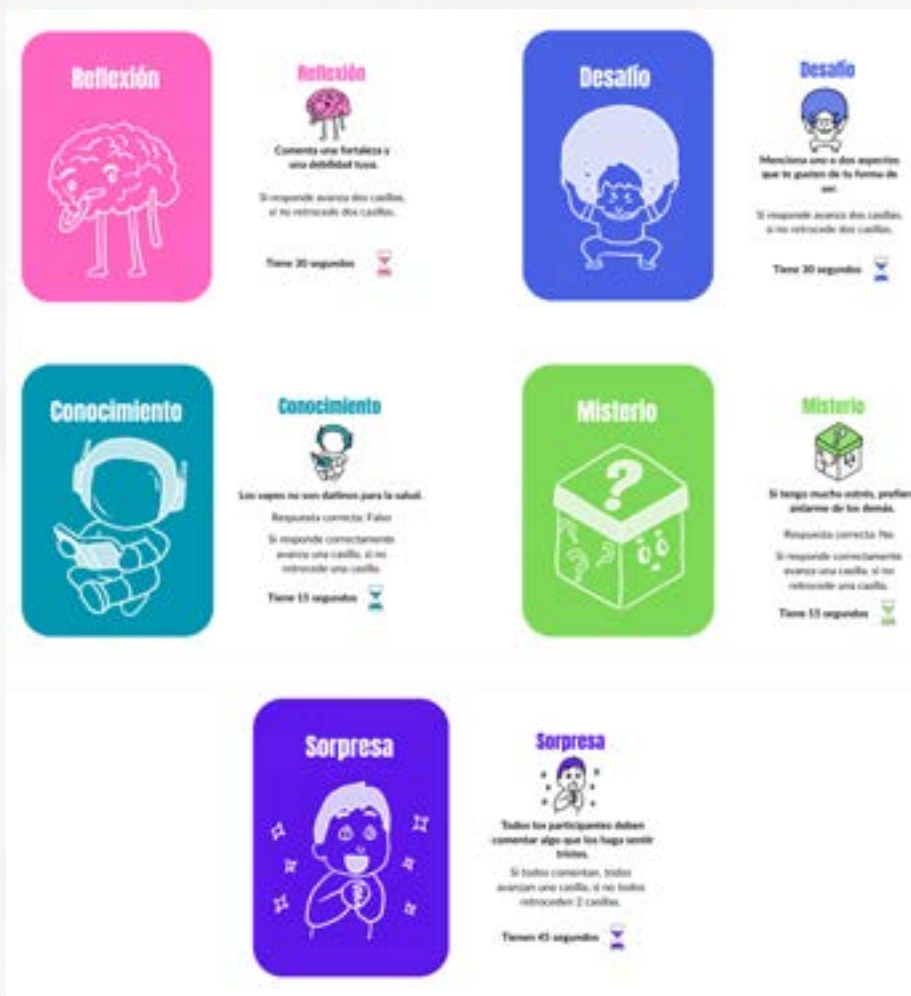 Reflexión
Reflexión
Comenta una fortaleza y
una debilidad tuya.
Si responde avanza dos casillas,
si no retrocede dos casillas.
Tiene 30 segundos
Desafío
Desafío
Menciona uno o dos aspectos
que te gusten de tu forma de
ser.
Si responde avanza dos casillas,
si no retrocede dos casillas.
Tiene 30 segundos
Conocimiento
Conocimiento
Los vapes no son dañinos para la salud.
Respuesta correcta: Falso
Si responde correctamente
avanza una casilla, si no
retrocede una casilla.
Tiene 15 segundos
Misterio
?
Misterio
Si tengo mucho estrés, prefiero
aislarme de los demás.
Respuesta correcta: No
Si responde correctamente
avanza una casilla, si no
retrocede una casilla.
Tiene 15 segundos
Sorpresa
Sorpresa
Todos los participantes deben
comentar algo que los haga sentir
tristes.
Si todos comentan, todos
avanzan una casilla, si no todos
retroceden 2 casillas.
Tienen 45 segundos